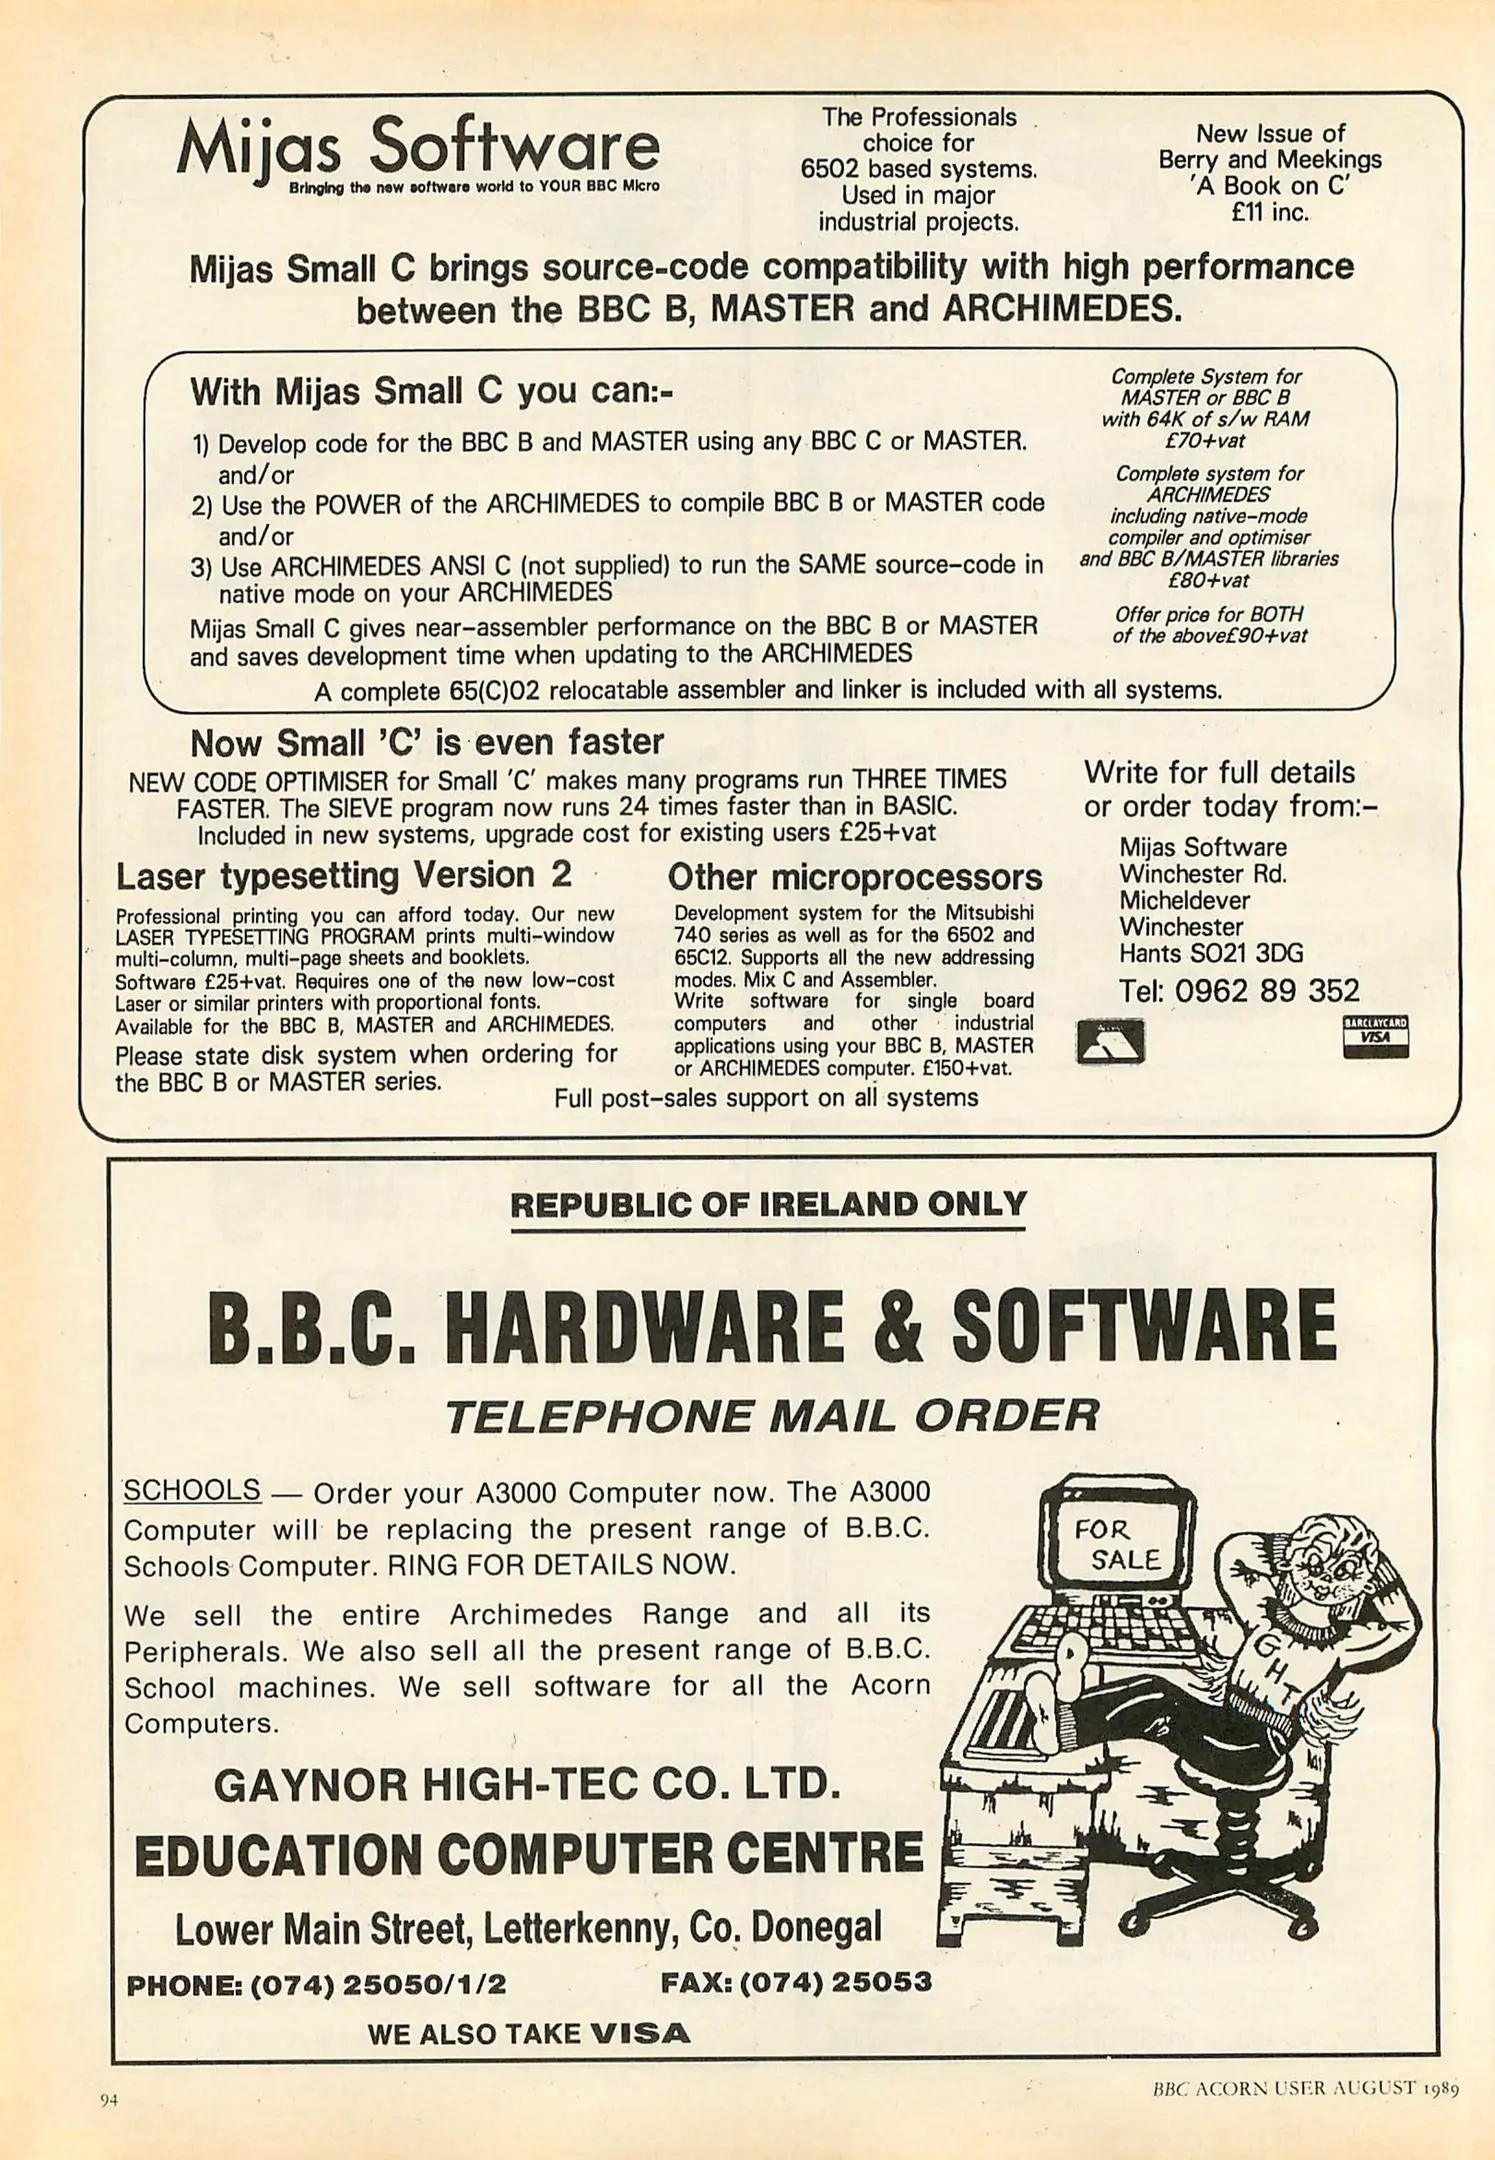 Mijas Software
Bringing the new software world to YOUR BBC Micro
The Professionals
choice for
6502 based systems.
Used in major
industrial projects.
New Issue of
Berry and Meekings
'A Book on C'
£11 inc.
Mijas Small C brings source-code compatibility with high performance
between the BBC B, MASTER and ARCHIMEDES.
With Mijas Small C you can:-
1) Develop code for the BBC B and MASTER using any BBC C or MASTER.
and/or
2) Use the POWER of the ARCHIMEDES to compile BBC B or MASTER code
and/or
3) Use ARCHIMEDES ANSI C (not supplied) to run the SAME source-code in
native mode on your ARCHIMEDES
Mijas Small C gives near-assembler performance on the BBC B or MASTER
and saves development time when updating to the ARCHIMEDES
Complete System for
MASTER or BBC B
with 64K of s/w RAM
£70+vat
Complete system for
ARCHIMEDES
including native-mode
compiler and optimiser
and BBC B/MASTER libraries
£80+vat
Offer price for BOTH
of the above£90+vat
A complete 65(C)02 relocatable assembler and linker is included with all systems.
Now Small 'C' is even faster
NEW CODE OPTIMISER for Small 'C' makes many programs run THREE TIMES
FASTER. The SIEVE program now runs 24 times faster than in BASIC.
Included in new systems, upgrade cost for existing users £25+vat
Laser typesetting Version 2
Professional printing you can afford today. Our new
LASER TYPESETTING PROGRAM prints multi-window
multi-column, multi-page sheets and booklets.
Software £25+vat. Requires one of the new low-cost
Laser or similar printers with proportional fonts.
Available for the BBC B, MASTER and ARCHIMEDES.
Please state disk system when ordering for
the BBC B or MASTER series.
Other microprocessors
Development system for the Mitsubishi
740 series as well as for the 6502 and
65C12. Supports all the new addressing
modes. Mix C and Assembler.
Write software for single board
computers and other industrial
applications using your BBC B, MASTER
or ARCHIMEDES computer. £150+vat.
Full post-sales support on all systems
Write for full details
or order today from:-
Mijas Software
Winchester Rd.
Micheldever
Winchester
Hants SO21 3DG
Tel: 0962 89 352
BARCLAYCARD
VISA
REPUBLIC OF IRELAND ONLY
B.B.C. HARDWARE & SOFTWARE
TELEPHONE MAIL ORDER
SCHOOLS — Order your A3000 Computer now. The A3000
Computer will be replacing the present range of B.B.C.
Schools Computer. RING FOR DETAILS NOW.
We sell the entire Archimedes Range and all its
Peripherals. We also sell all the present range of B.B.C.
School machines. We sell software for all the Acorn
Computers.
FOR
SALE
GHT
GAYNOR HIGH-TEC CO. LTD.
EDUCATION COMPUTER CENTRE
Lower Main Street, Letterkenny, Co. Donegal
PHONE: (074) 25050/1/2 FAX: (074) 25053
WE ALSO TAKE VISA
94
BBC ACORN USER AUGUST 1989